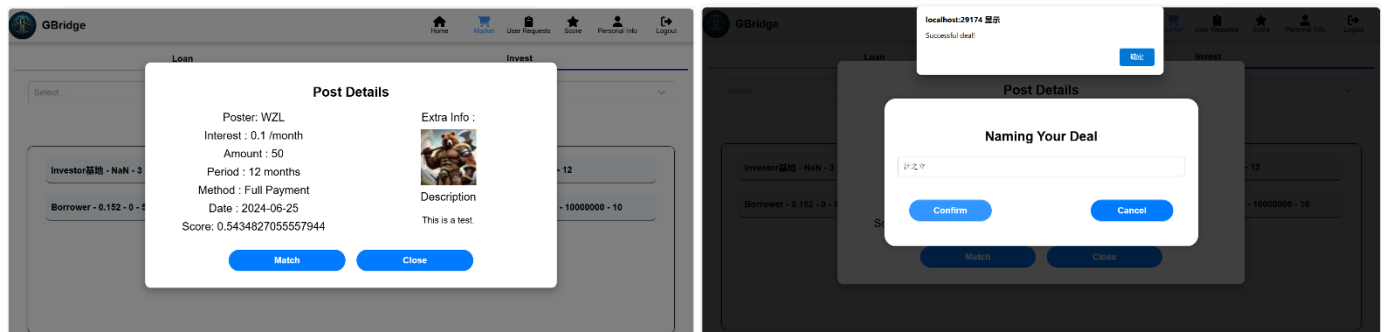 GBridge
Home
Market
User Requests
Score
Personal Info
Logout
Loan
Invest
Select...
Post Details
Poster: WZL
Interest : 0.1 /month
Amount : 50
Period : 12 months
Method : Full Payment
Date : 2024-06-25
Score: 0.5434827055557944
Extra Info :
Description
This is a test.
Match
Close
Investor基地 - NaN - 3
- 12
Borrower - 0.152 - 0 - 5
- 10000000 - 10
GBridge
Market
User Requests
Score
Personal Info
Logout
localhost:29174 显示
Successful deal!
确定
Loan
Invest
Select...
Post Details
Naming Your Deal
Confirm
Cancel
Investor基地 - NaN - 3
- 12
Borrower - 0.152 - 0 -
- 10000000 - 10
Match
Close